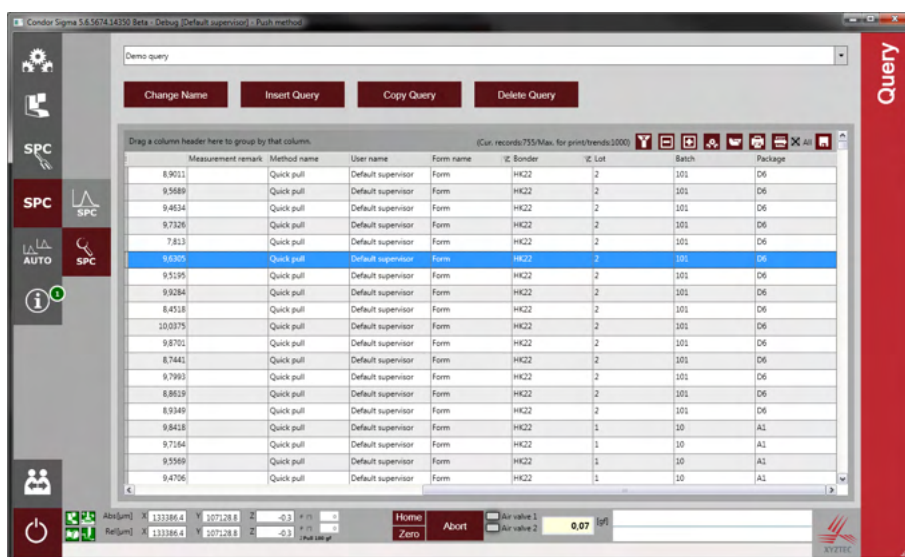 Condor Sigma 5.6.5674.14350 Beta - Debug [Default supervisor] - Push method
Query
Demo query
Change Name Insert Query Copy Query Delete Query
Drag a column header here to group by that column. (Cur. records:755/Max. for print/trends:1000) All
Measurement remark Method name User name Form name Bonder Lot Batch Package
8,9011 Quick pull Default supervisor Form HK22 2 101 D6
9,5689 Quick pull Default supervisor Form HK22 2 101 D6
9,4634 Quick pull Default supervisor Form HK22 2 101 D6
9,7326 Quick pull Default supervisor Form HK22 2 101 D6
7,813 Quick pull Default supervisor Form HK22 2 101 D6
9,6305 Quick pull Default supervisor Form HK22 2 101 D6
9,5195 Quick pull Default supervisor Form HK22 2 101 D6
9,9284 Quick pull Default supervisor Form HK22 2 101 D6
8,4518 Quick pull Default supervisor Form HK22 2 101 D6
10,0375 Quick pull Default supervisor Form HK22 2 101 D6
9,8701 Quick pull Default supervisor Form HK22 2 101 D6
8,7441 Quick pull Default supervisor Form HK22 2 101 D6
9,7993 Quick pull Default supervisor Form HK22 2 101 D6
8,8619 Quick pull Default supervisor Form HK22 2 101 D6
8,9349 Quick pull Default supervisor Form HK22 2 101 D6
9,8418 Quick pull Default supervisor Form HK22 1 10 A1
9,7164 Quick pull Default supervisor Form HK22 1 10 A1
9,5569 Quick pull Default supervisor Form HK22 1 10 A1
9,4706 Quick pull Default supervisor Form HK22 1 10 A1
SPC
SPC
SPC
AUTO
SPC
1
Abs[µm] X 133386.4 Y 107128.8 Z -0.3
Rel[µm] X 133386.4 Y 107128.8 Z -0.3
Pull 100 gf
Home
Zero
Abort
Air valve 1
Air valve 2
0,07 [gf]
XYZTEC